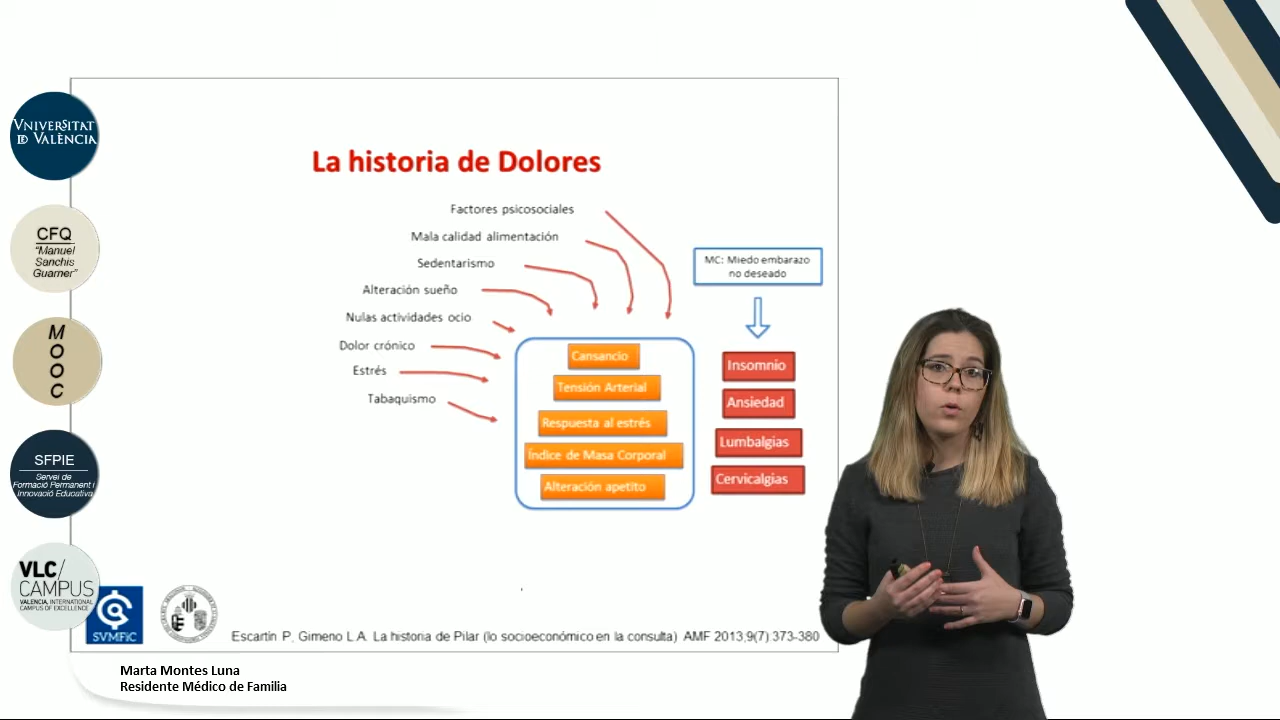 VNIVERSITAT
ID VALÈNCIA
CFQ
"Manuel
Sanchis
Guarner"
M
O
O
C
SFPIE
Servei de
Formació Permanent i
Innovació Educativa
VLC/
CAMPUS
VALENCIA, INTERNATIONAL
CAMPUS OF EXCELLENCE
La historia de Dolores
Factores psicosociales
Mala calidad alimentación
Sedentarismo
Alteración sueño
Nulas actividades ocio
Dolor crónico
Estrés
Tabaquismo
Cansancio
Tensión Arterial
Respuesta al estrés
Índice de Masa Corporal
Alteración apetito
MC: Miedo embarazo
no deseado
Insomnio
Ansiedad
Lumbalgias
Cervicalgias
SVMFiC
Escartín P, Gimeno L.A. La historia de Pilar (lo socioeconómico en la consulta) AMF 2013;9(7) 373-380
Marta Montes Luna
Residente Médico de Familia